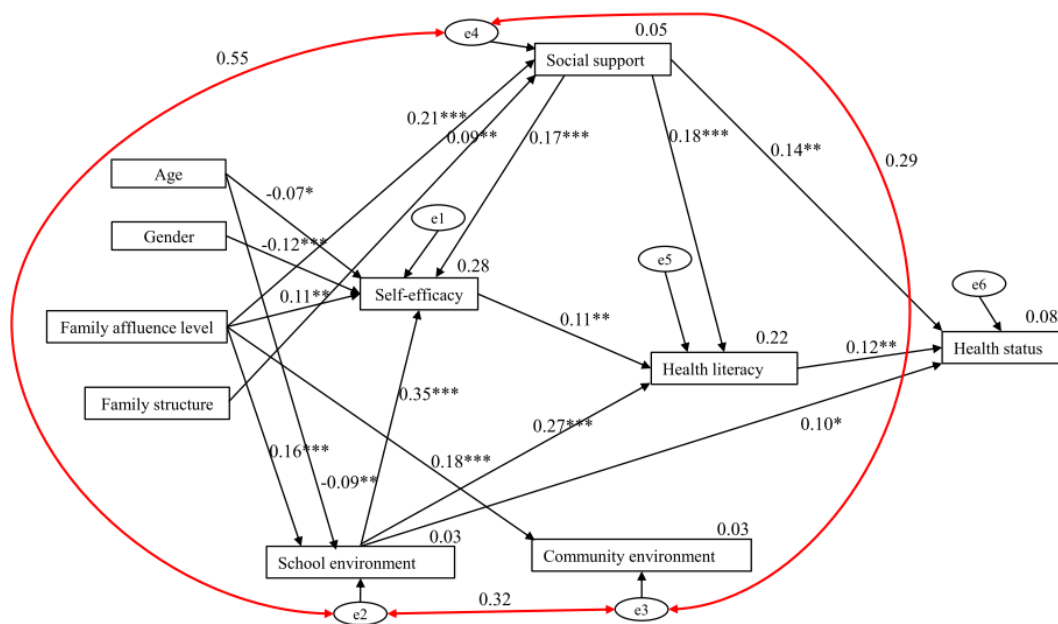 e4
0.05
0.55
Social support
0.21***
0.09**
0.17***
0.18***
0.14**
0.29
Age
-0.07*
e1
Gender
-0.12***
0.28
e5
Self-efficacy
e6
0.11**
Family affluence level
0.11**
0.22
0.08
0.12**
Health status
Health literacy
Family structure
0.35***
0.27***
0.10*
0.16***
0.18***
-0.09**
0.03
0.03
School environment
Community environment
0.32
e2
e3